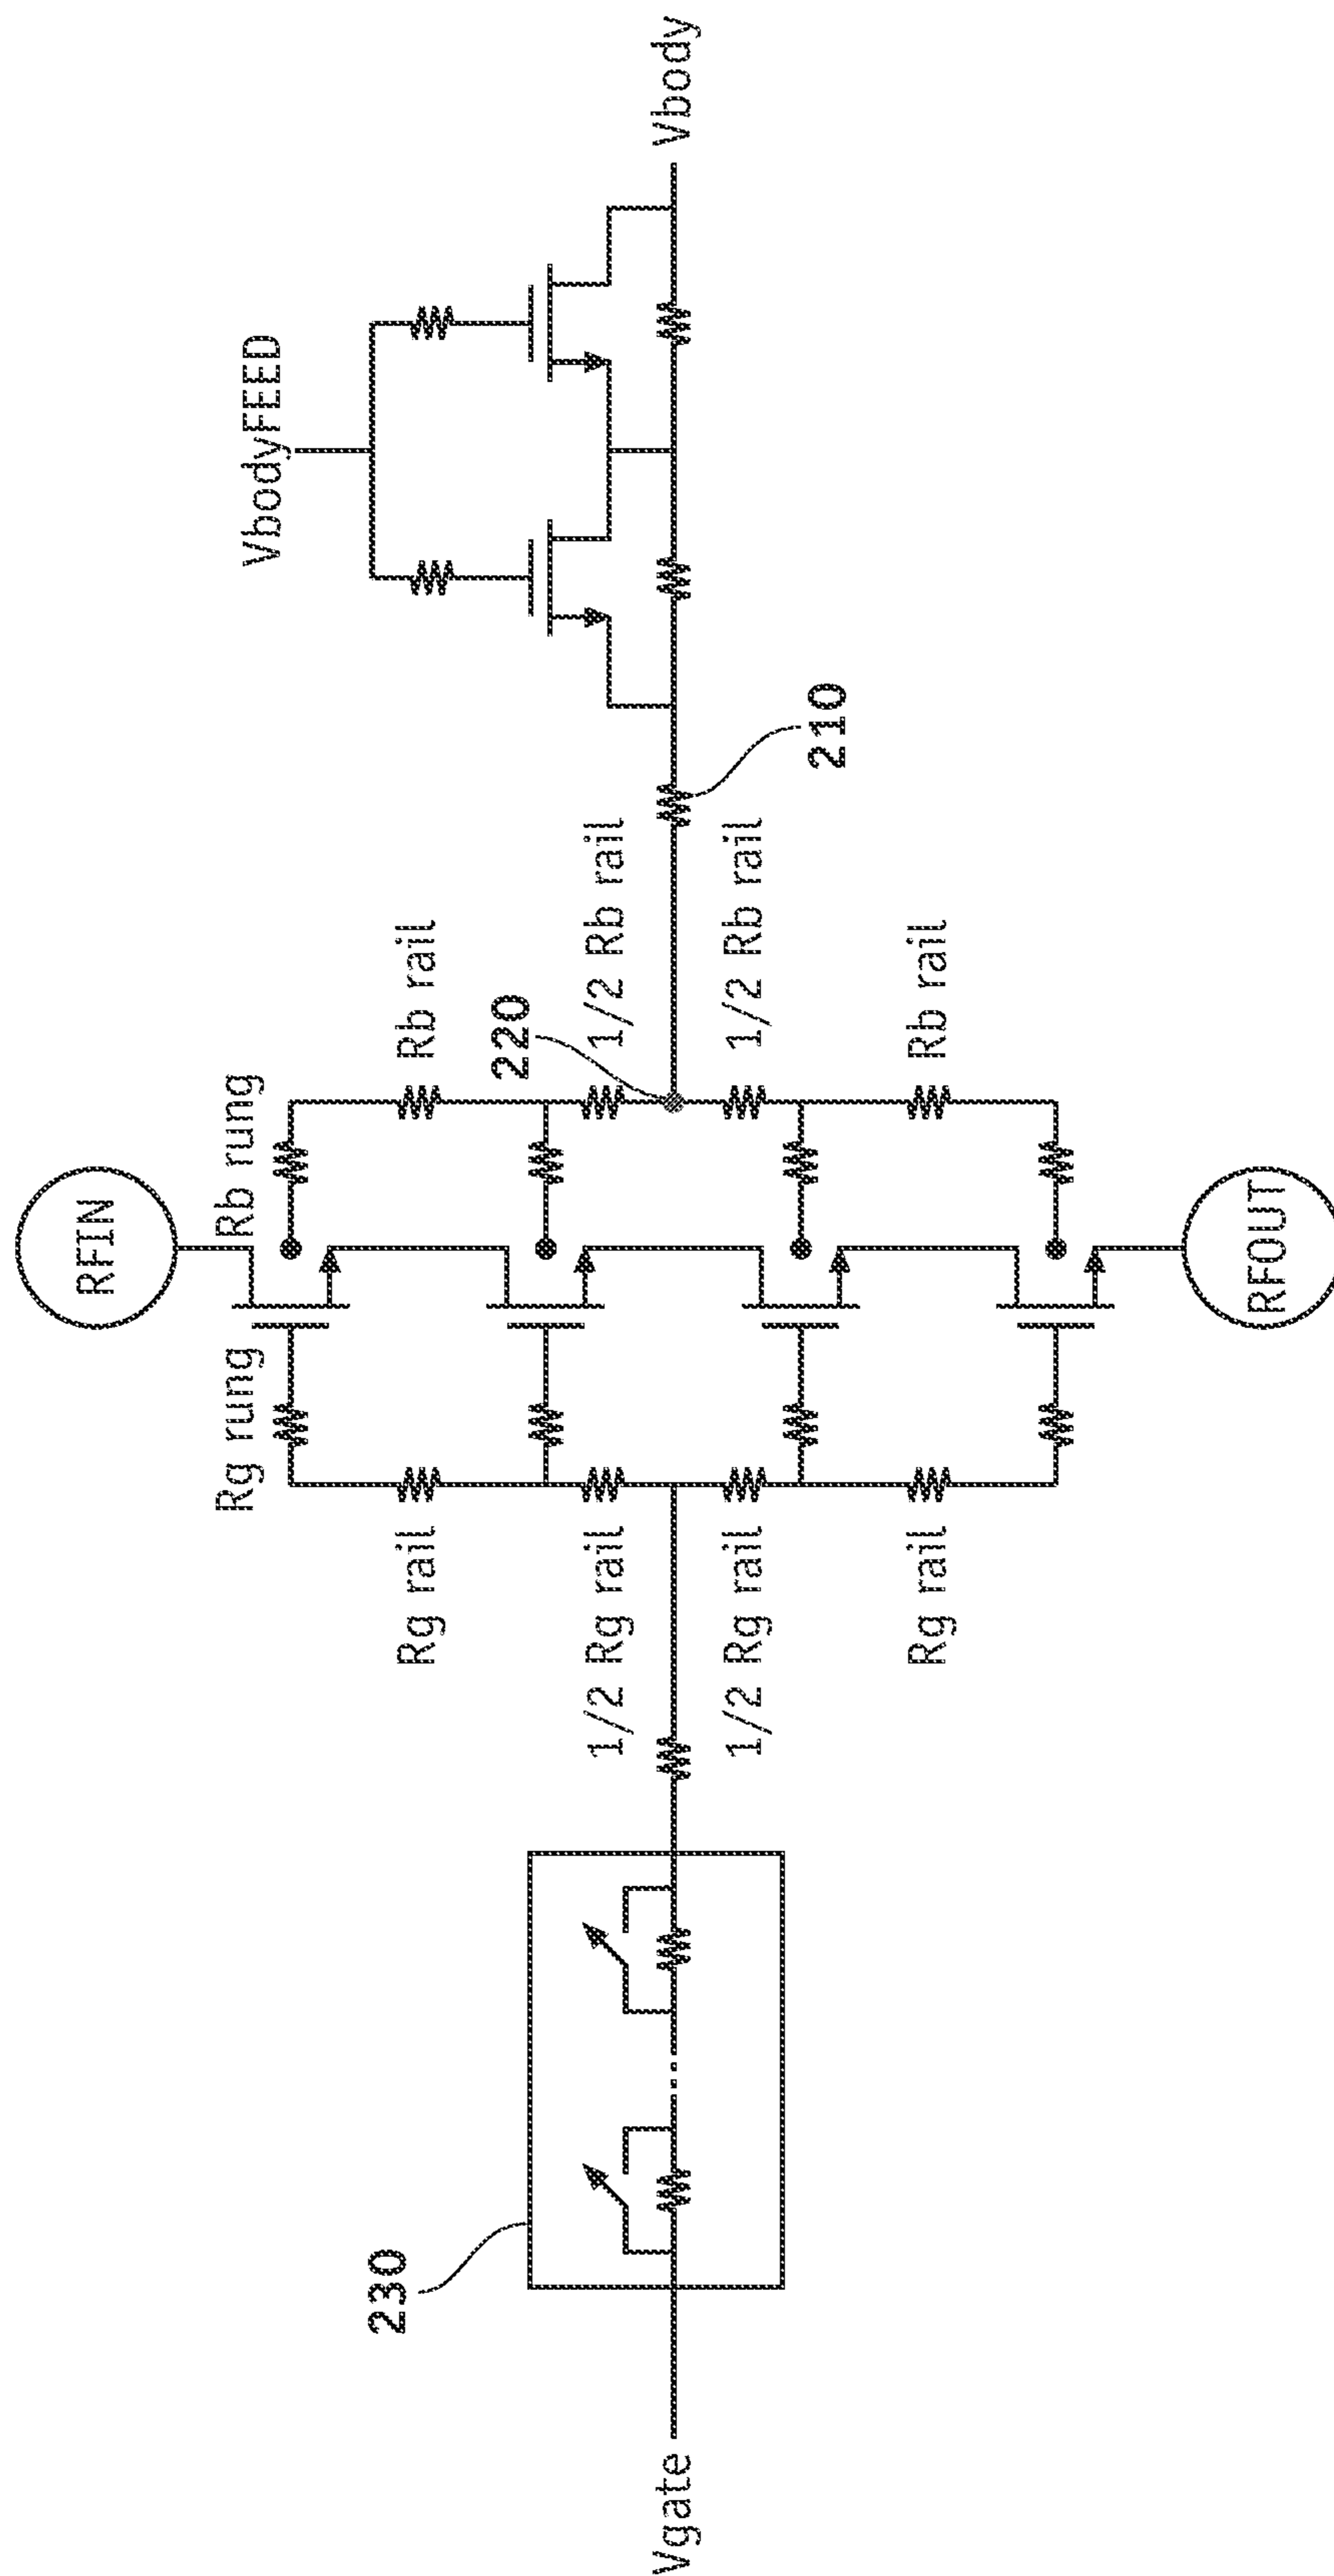 Vgate
230
Rg rail
1/2 Rg rail
1/2 Rg rail
Rg rail
Rg rung
RFIN
RFOUT
Rb rung
Rb rail
220
1/2 Rb rail
1/2 Rb rail
Rb rail
210
VbodyFEED
Vbody